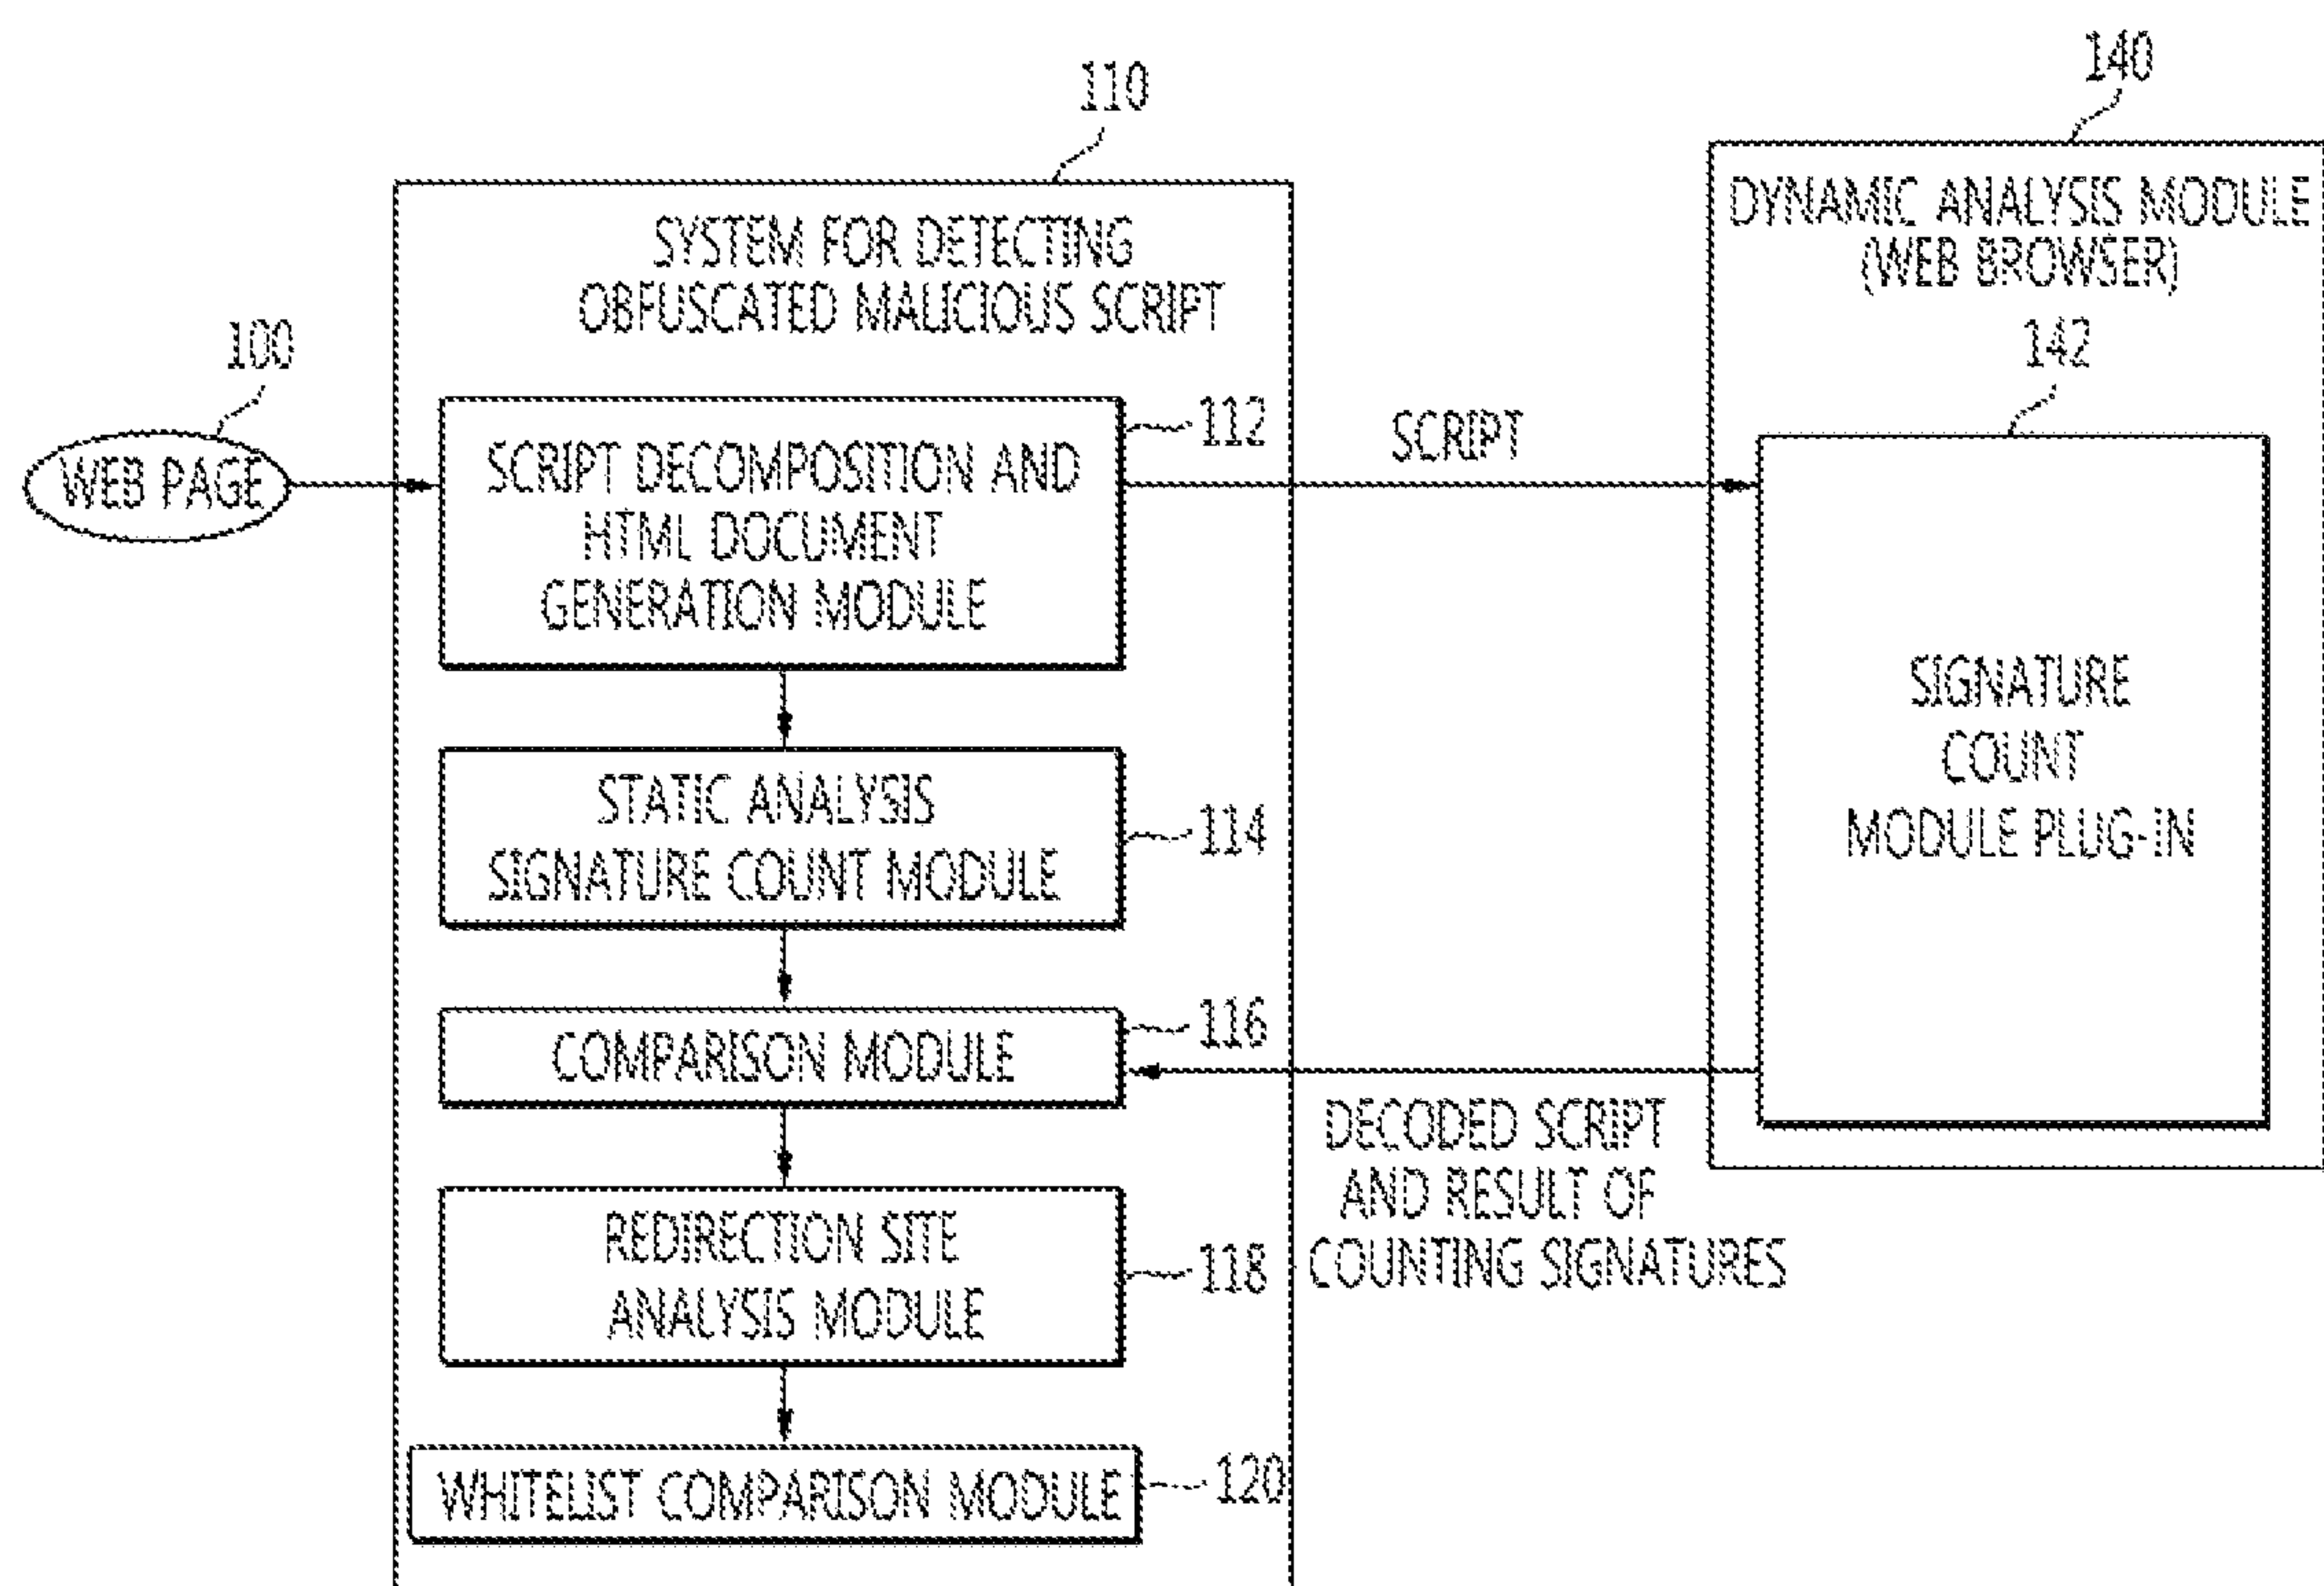 110
140
SYSTEM FOR DETECTING
OBFUSCATED MALICIOUS SCRIPT
DYNAMIC ANALYSIS MODULE
(WEB BROWSER)
100
142
WEB PAGE
112
SCRIPT DECOMPOSITION AND
HTML DOCUMENT
GENERATION MODULE
SCRIPT
SIGNATURE
COUNT
MODULE PLUG-IN
STATIC ANALYSIS
SIGNATURE COUNT MODULE
114
COMPARISON MODULE
116
DECODED SCRIPT
AND RESULT OF
COUNTING SIGNATURES
REDIRECTION SITE
ANALYSIS MODULE
118
WHITELIST COMPARISON MODULE
120